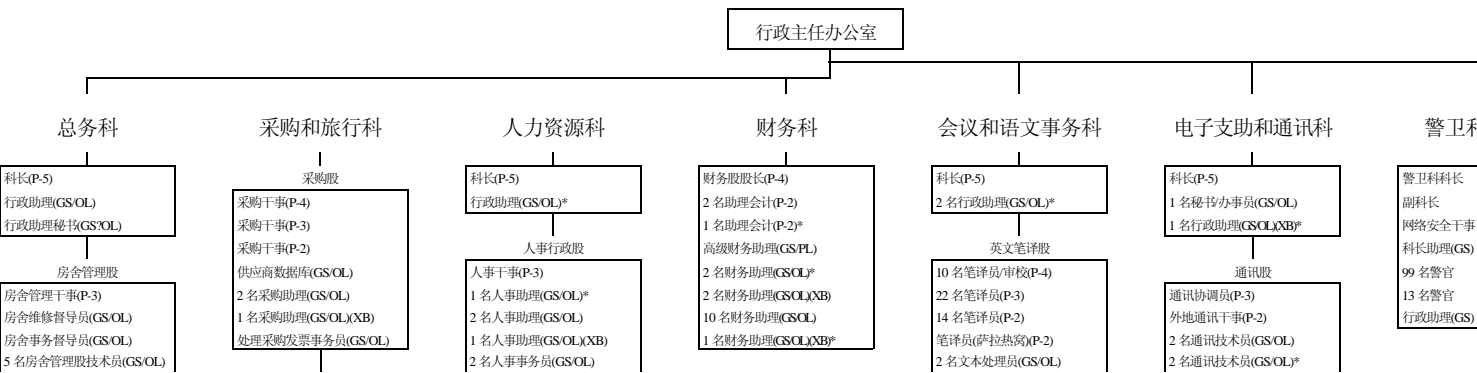 行政主任办公室
总务科
科长(P-5)
行政助理(GS/OL)
行政助理秘书(GS?OL)
房舍管理股
房舍管理干事(P-3)
房舍维修督导员(GS/OL)
房舍事务督导员(GS/OL)
5 名房舍管理股技术员(GS/OL)
采购和旅行科
采购股
采购干事(P-4)
采购干事(P-3)
采购干事(P-2)
供应商数据库(GS/OL)
2 名采购助理(GS/OL)
1 名采购助理(GS/OL)(XB)
处理采购发票事务员(GS/OL)
人力资源科
科长(P-5)
行政助理(GS/OL)*
人事行政股
人事干事(P-3)
1 名人事助理(GS/OL)*
2 名人事助理(GS/OL)
1 名人事助理(GS/OL)(XB)
2 名人事事务员(GS/OL)
财务科
财务股股长(P-4)
2 名助理会计(P-2)
1 名助理会计(P-2)*
高级财务助理(GS/PL)
2 名财务助理(GS/OL)*
2 名财务助理(GS/OL)(XB)
10 名财务助理(GS/OL)
1 名财务助理(GS/OL)(XB)*
会议和语文事务科
科长(P-5)
2 名行政助理(GS/OL)*
英文笔译股
10 名笔译员/审校(P-4)
22 名笔译员(P-3)
14 名笔译员(P-2)
笔译员(萨拉热窝)(P-2)
2 名文本处理员(GS/OL)
电子支助和通讯科
科长(P-5)
1 名秘书/办事员(GS/OL)
1 名行政助理(GS/OL)(XB)*
通讯股
通讯协调员(P-3)
外地通讯干事(P-2)
2 名通讯技术员(GS/OL)
2 名通讯技术员(GS/OL)*
警卫科
警卫科科长
副科长
网络安全干事
科长助理(GS)
99 名警官
13 名警官
行政助理(GS)